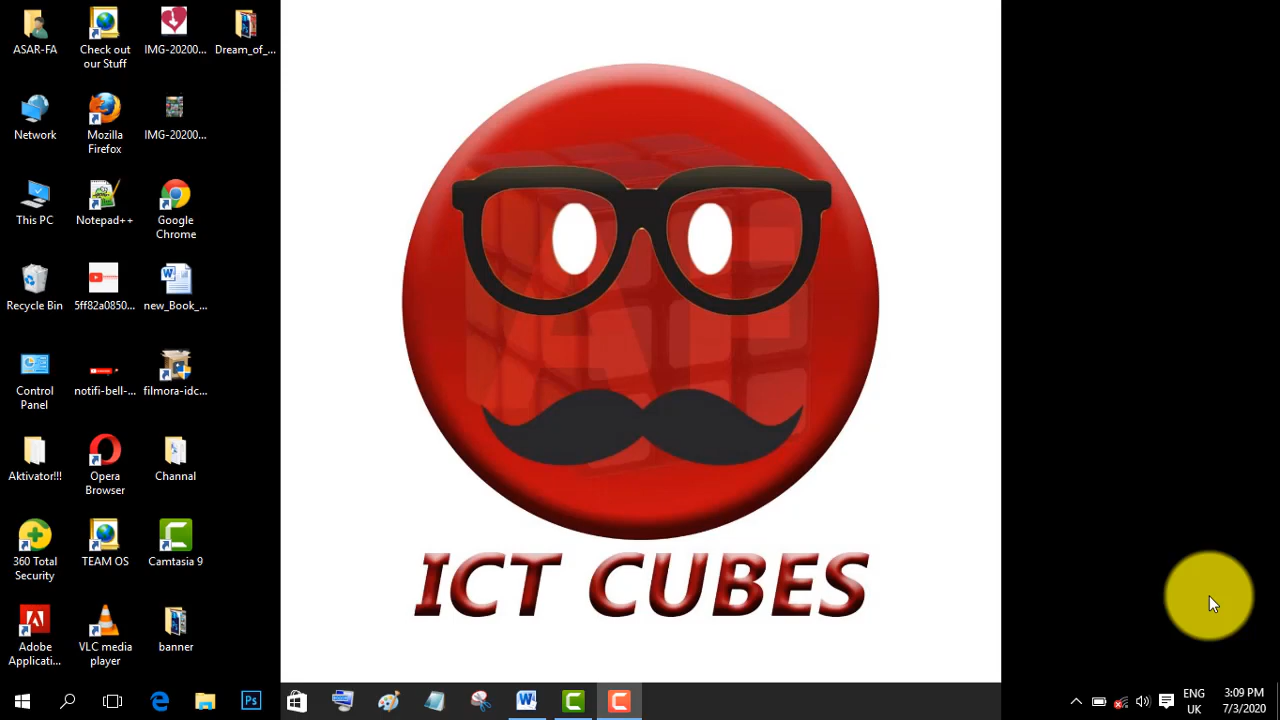 ASAR-FA
Check out
our Stuff
IMG-20200...
Dream_of_...
Network
Mozilla
Firefox
IMG-20200...
This PC
Notepad++
Google
Chrome
Recycle Bin
5ff82a0850...
new_Book_...
Control
Panel
notifi-bell-...
filmora-idc...
Aktivator!!!
Opera
Browser
Channel
360 Total
Security
TEAM OS
Camtasia 9
Adobe
Applicati...
VLC media
player
banner
ICT CUBES
ENG
UK
3:09 PM
7/3/2020